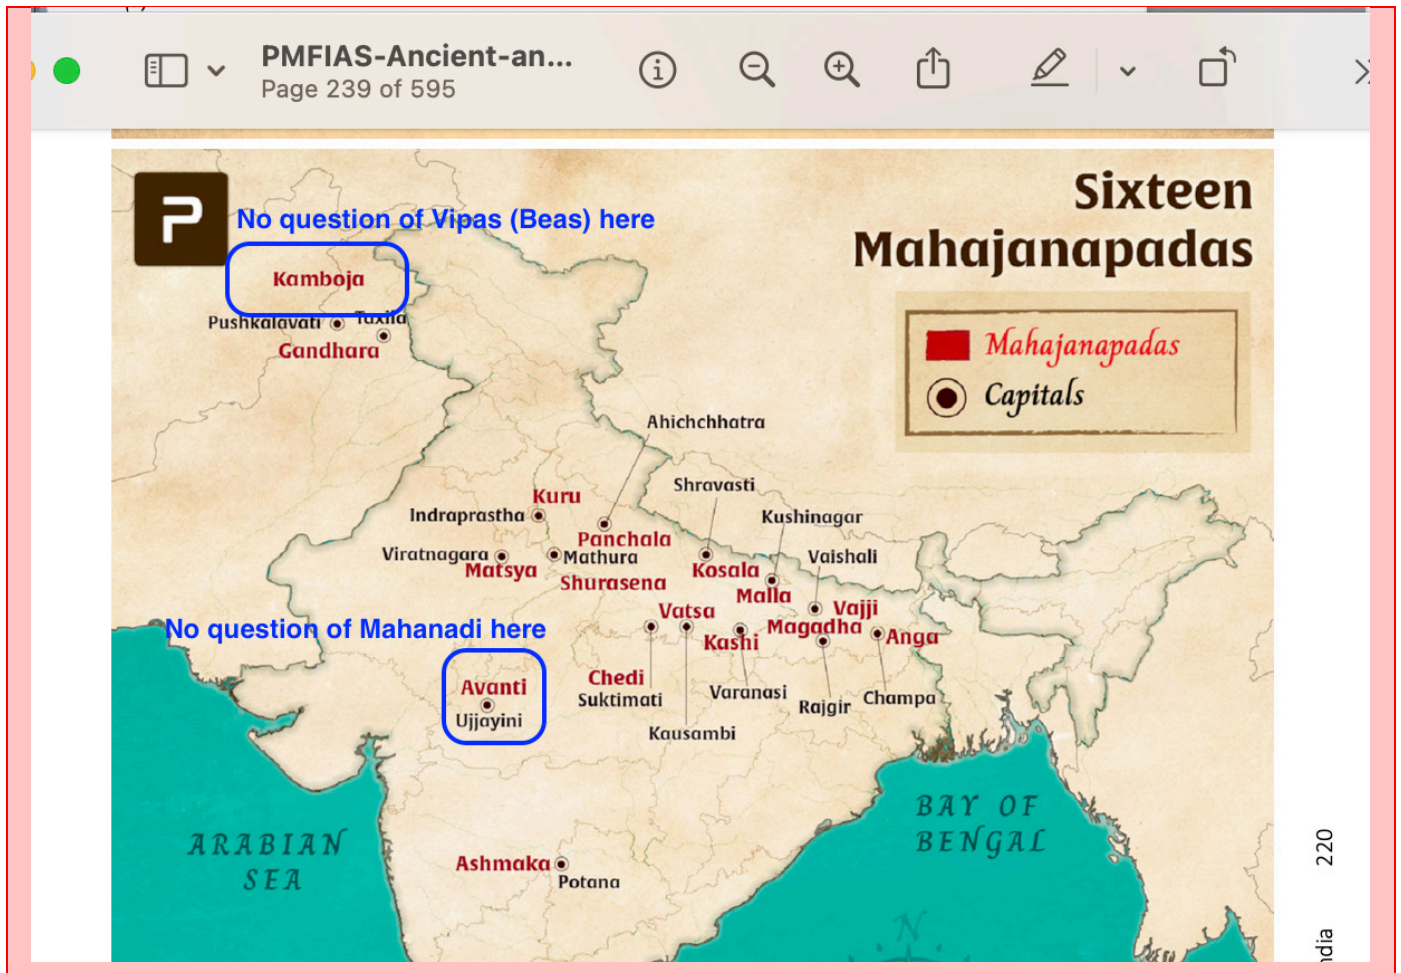 PMFIAS-Ancient-an...
Page 239 of 595
Sixteen
Mahajanapadas
P
No question of Vipas (Beas) here
Kamboja
Pushkalavati
Taxila
Gandhara
Mahajanapadas
Capitals
Ahichchhatra
Shravasti
Kuru
Indraprastha
Kushinagar
Panchala
Viratnagara
Matsya
Mathura
Shurasena
Kosala
Vaishali
Malla
Vatsa
Vajji
Magadha
Kashi
Anga
No question of Mahanadi here
Avanti
Ujjayini
Chedi
Suktimati
Varanasi
Rajgir
Champa
Kausambi
BAY OF
BENGAL
ARABIAN
SEA
Ashmaka
Potana
N
220
ndia